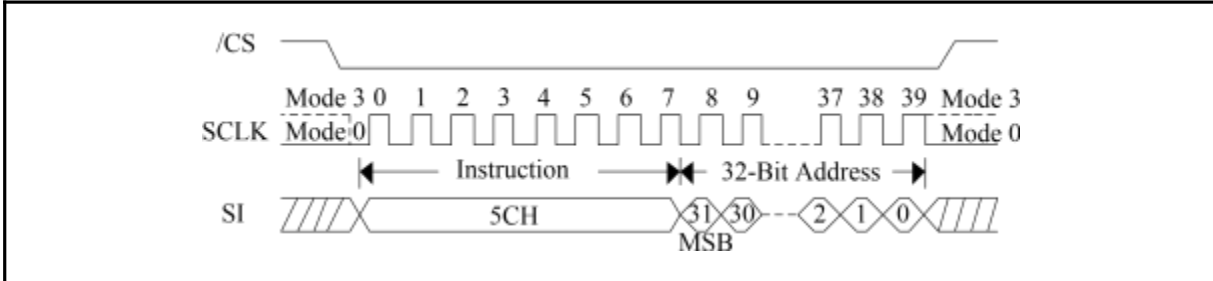 /CS
Mode 3 0 1 2 3 4 5 6 7 8 9 37 38 39 Mode 3
SCLK Mode 0 Mode 0
Instruction 32-Bit Address
SI 5CH 31 30 2 1 0
MSB